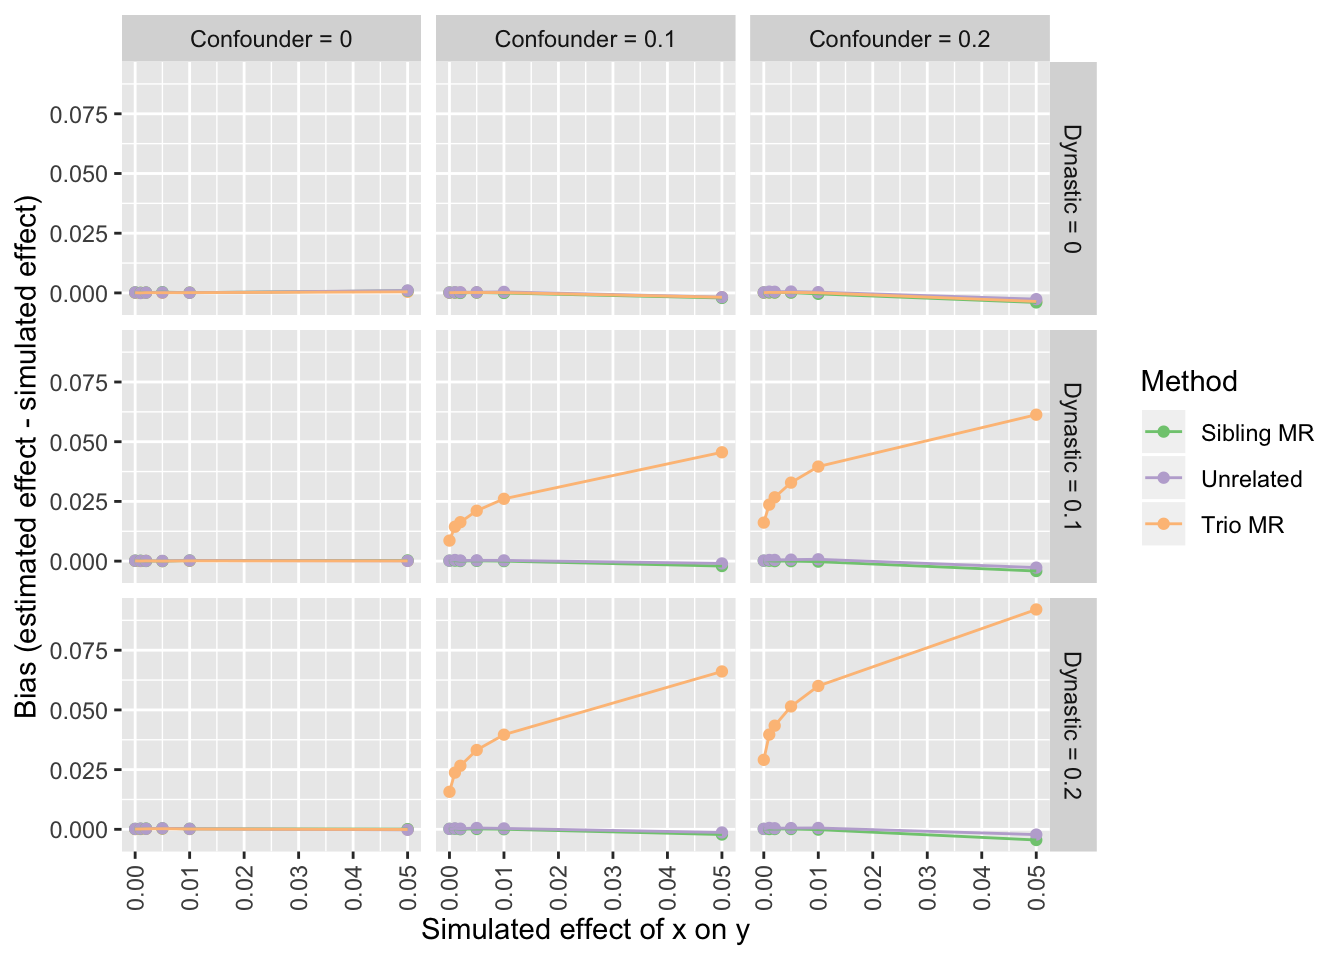 Confounder = 0
Confounder = 0.1
Confounder = 0.2
Bias (estimated effect - simulated effect)
0.075
0.050
0.025
0.000
Dynastic = 0
0.075
0.050
0.025
0.000
Dynastic = 0.1
0.075
0.050
0.025
0.000
Dynastic = 0.2
0.00 0.01 0.02 0.03 0.04 0.05
0.00 0.01 0.02 0.03 0.04 0.05
0.00 0.01 0.02 0.03 0.04 0.05
Simulated effect of x on y
Method
Sibling MR
Unrelated
Trio MR